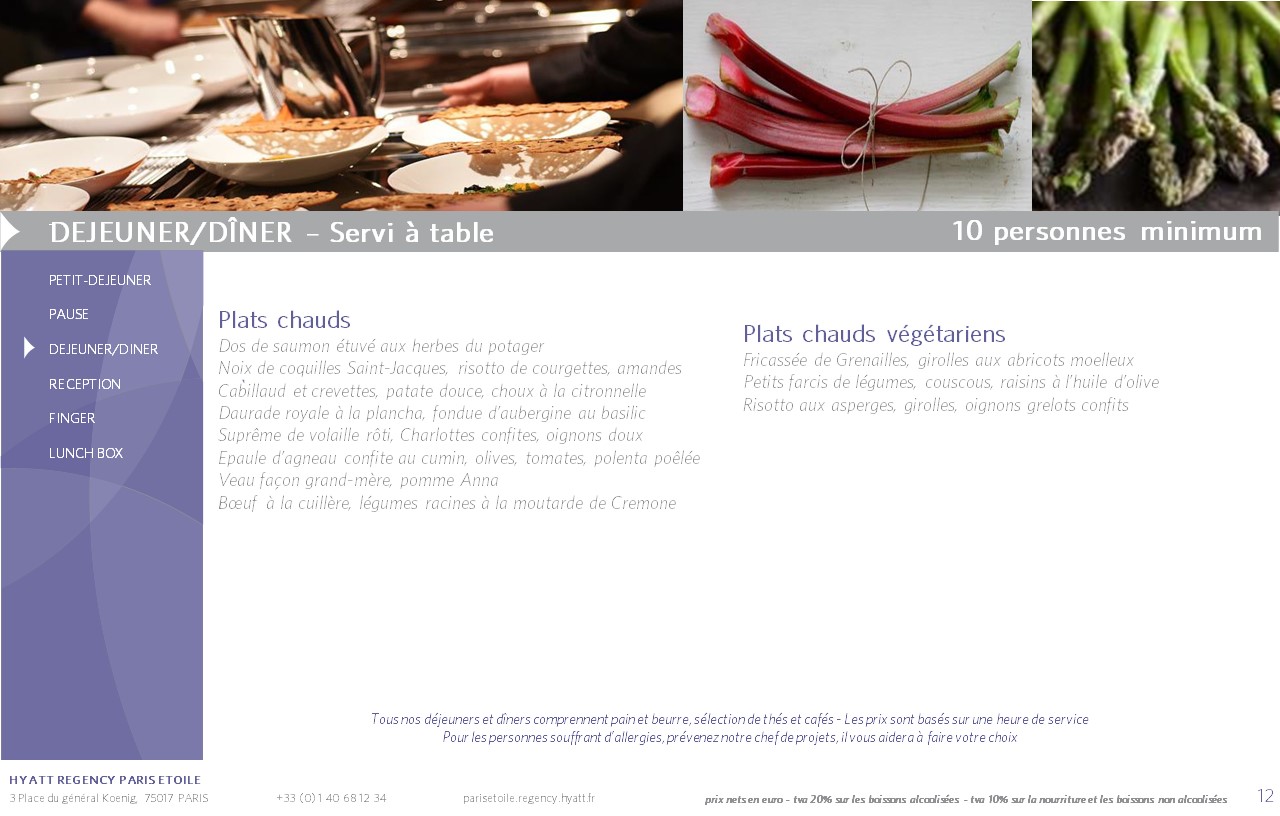 DEJEUNER/DÎNER – Servi à table
10 personnes minimum
PETIT-DEJEUNER
PAUSE
DEJEUNER/DINER
RECEPTION
FINGER
LUNCH BOX
Plats chauds
Dos de saumon étuvé aux herbes du potager
Noix de coquilles Saint-Jacques, risotto de courgettes, amandes
Cabillaud et crevettes, patate douce, choux à la citronnelle
Daurade royale à la plancha, fondue d'aubergine au basilic
Suprême de volaille rôti, Charlottes confites, oignons doux
Epaule d'agneau confite au cumin, olives, tomates, polenta poêlée
Veau façon grand-mère, pomme Anna
Bœuf à la cuillère, légumes racines à la moutarde de Cremone
Plats chauds végétariens
Fricassée de Grenailles, girolles aux abricots moelleux
Petits farcis de légumes, couscous, raisins à l'huile d'olive
Risotto aux asperges, girolles, oignons grelots confits
Tous nos déjeuners et dîners comprennent pain et beurre, sélection de thés et cafés - Les prix sont basés sur une heure de service
Pour les personnes souffrant d'allergies, prévenez notre chef de projets, il vous aidera à faire votre choix
HYATT REGENCY PARIS ETOILE
3 Place du général Koenig, 75017 PARIS
+33 (0) 1 40 68 12 34
parisetoile.regency.hyatt.fr
prix nets en euro – tva 20% sur les boissons alcoolisées – tva 10% sur la nourriture et les boissons non alcoolisées
12